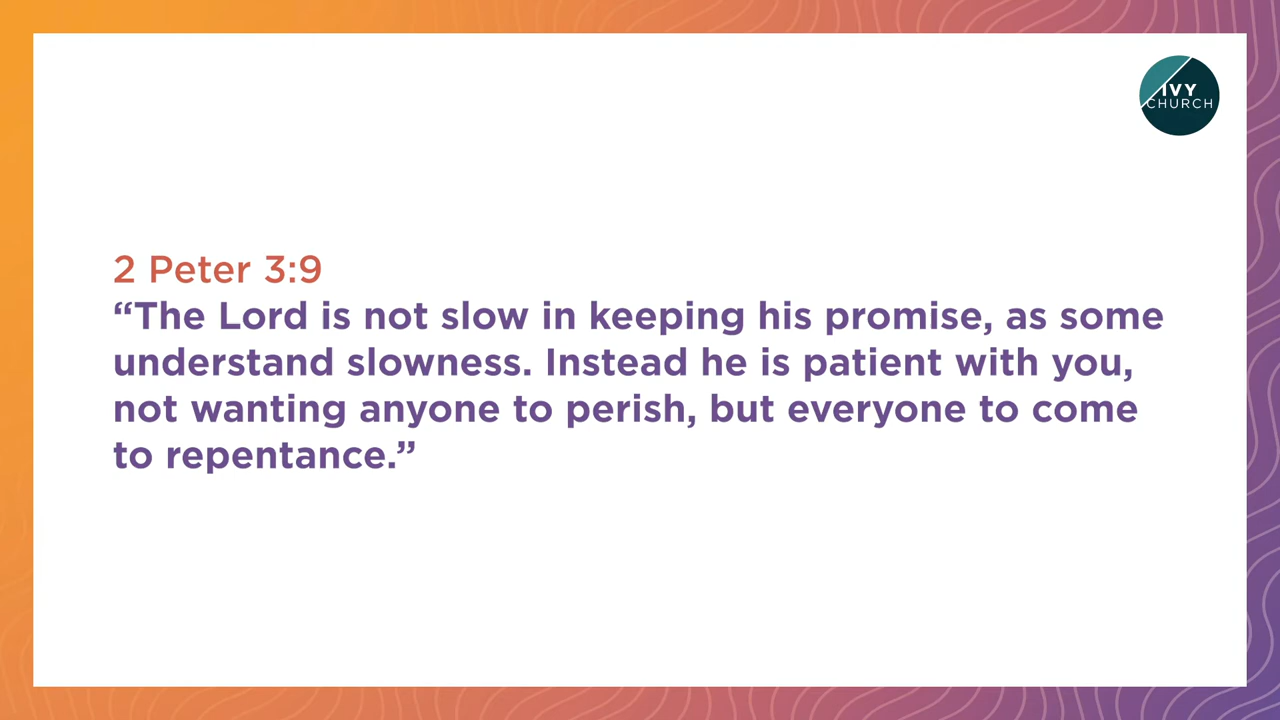 IVY
CHURCH
2 Peter 3:9
“The Lord is not slow in keeping his promise, as some
understand slowness. Instead he is patient with you,
not wanting anyone to perish, but everyone to come
to repentance.”